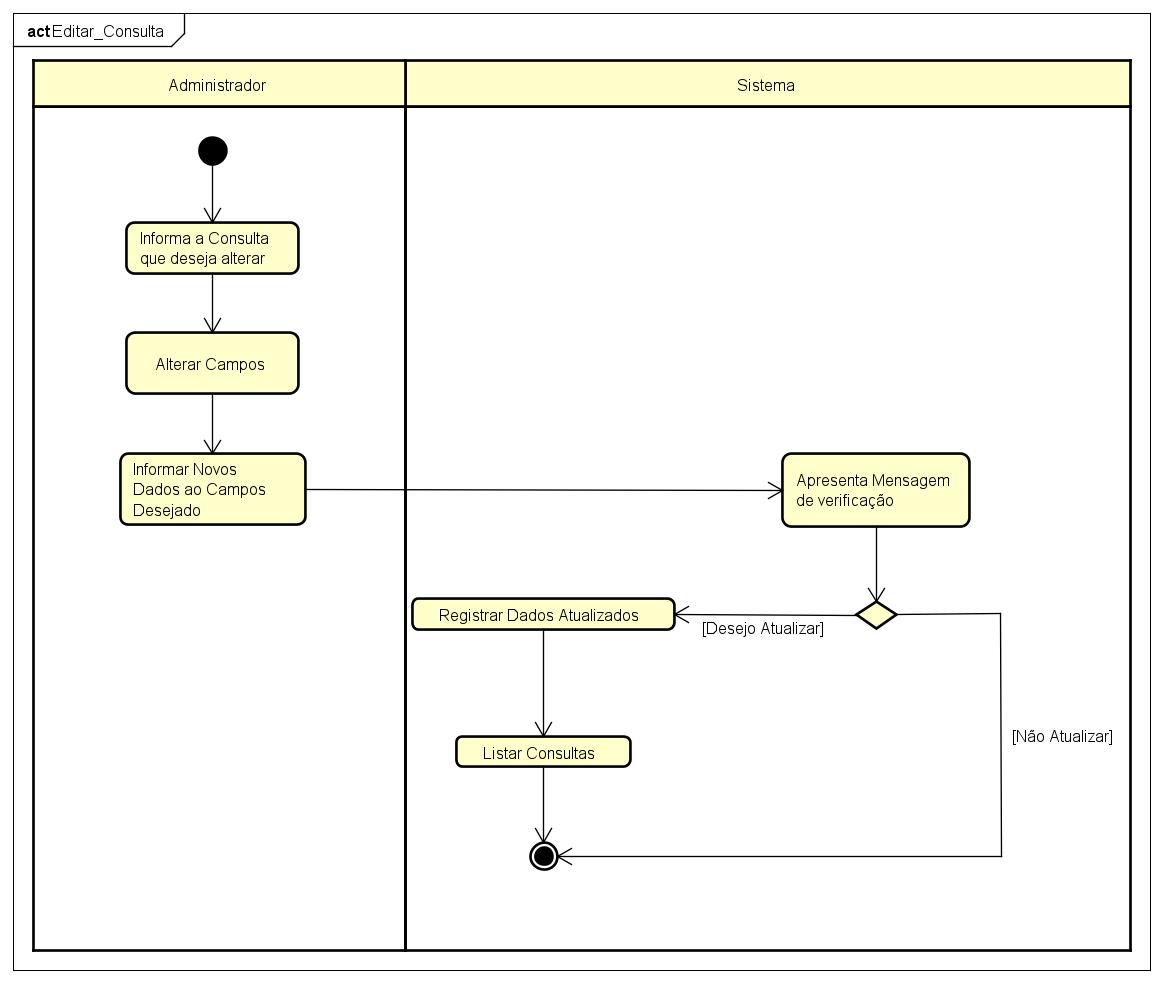 act Editar_Consulta
Administrador
Sistema
Informa a Consulta
que deseja alterar
Alterar Campos
Informar Novos
Dados ao Campos
Desejado
Apresenta Mensagem
de verificação
Registrar Dados Atualizados
[Desejo Atualizar]
[Não Atualizar]
Listar Consultas